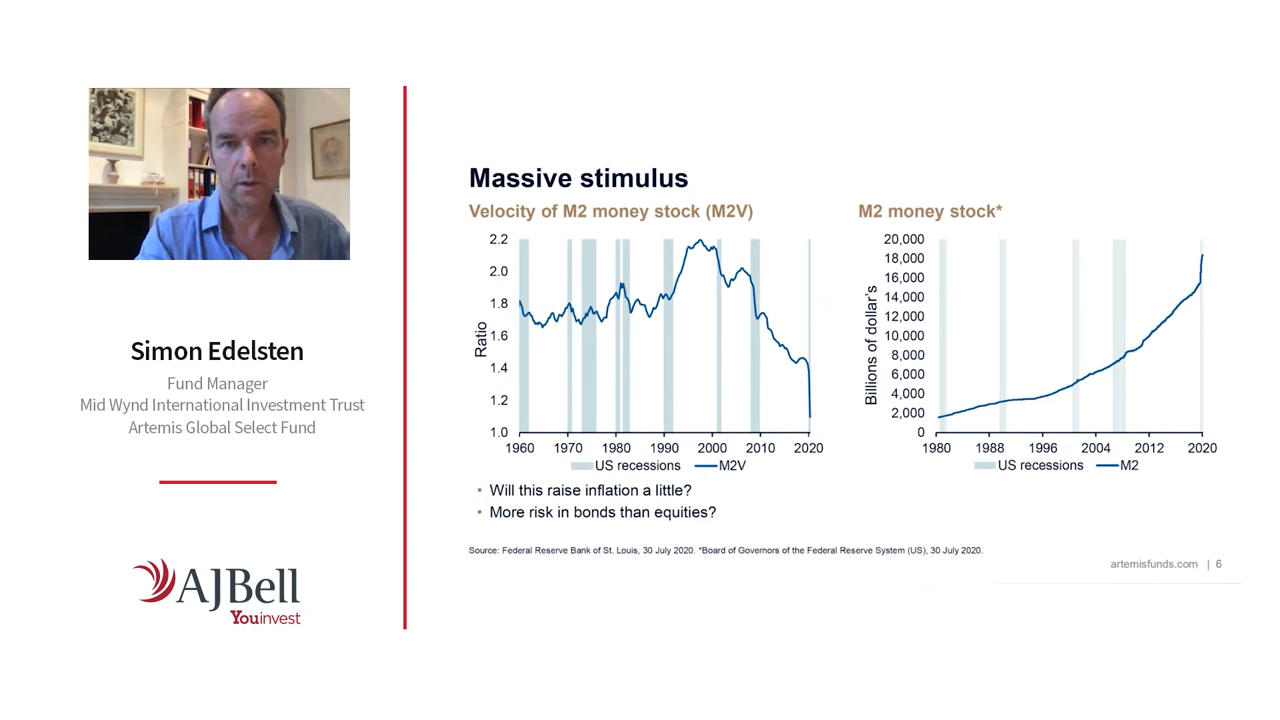 Simon Edelsten
Fund Manager
Mid Wynd International Investment Trust
Artemis Global Select Fund
AJBell
Youinvest
Massive stimulus
Velocity of M2 money stock (M2V)
Ratio
2.2
2.0
1.8
1.6
1.4
1.2
1.0
1960 1970 1980 1990 2000 2010 2020
US recessions M2V
M2 money stock*
Billions of dollar's
20,000
18,000
16,000
14,000
12,000
10,000
8,000
6,000
4,000
2,000
0
1980 1988 1996 2004 2012 2020
US recessions M2
• Will this raise inflation a little?
• More risk in bonds than equities?
Source: Federal Reserve Bank of St. Louis, 30 July 2020. *Board of Governors of the Federal Reserve System (US), 30 July 2020.
artemisfunds.com | 6